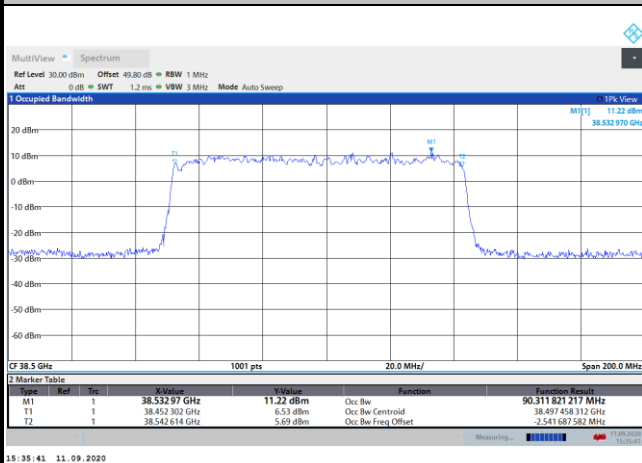 MultiView Spectrum
Ref Level 30.00 dBm Offset 49.80 dB RBW 1 MHz
Att 0 dB SWT 1.2 ms VBW 3 MHz Mode Auto Sweep
1 Occupied Bandwidth 1Pk View
M1[1] 11.22 dBm
38.532 970 GHz
20 dBm
M1
T1
T2
10 dBm
0 dBm
-10 dBm
-20 dBm
-30 dBm
-40 dBm
-50 dBm
-60 dBm
CF 38.5 GHz 1001 pts 20.0 MHz/ Span 200.0 MHz
2 Marker Table
Type Ref Trc X-Value Y-Value Function Function Result
M1 1 38.532 97 GHz 11.22 dBm Occ Bw 90.311 821 217 MHz
T1 1 38.452 302 GHz 6.53 dBm Occ Bw Centroid 38.497 458 312 GHz
T2 1 38.542 614 GHz 5.69 dBm Occ Bw Freq Offset -2.541 687 582 MHz
Measuring... 11.09.2020
15:35:41
15:35:41 11.09.2020